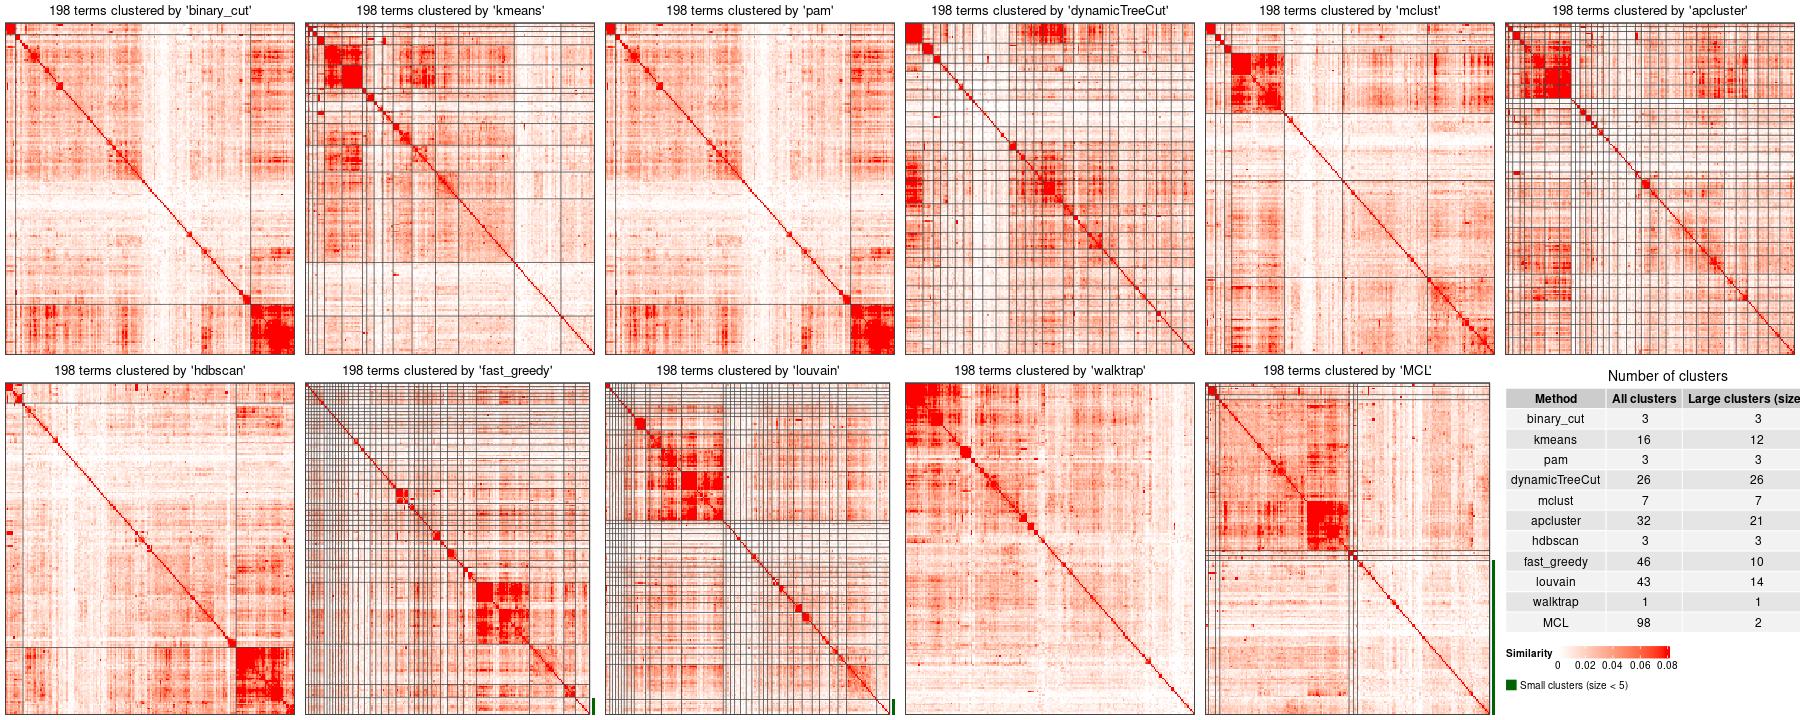 198 terms clustered by 'binary_cut'
198 terms clustered by 'kmeans'
198 terms clustered by 'pam'
198 terms clustered by 'dynamicTreeCut'
198 terms clustered by 'mclust'
198 terms clustered by 'apcluster'
198 terms clustered by 'hdbscan'
198 terms clustered by 'fast_greedy'
198 terms clustered by 'louvain'
198 terms clustered by 'walktrap'
198 terms clustered by 'MCL'
Number of clusters
Method All clusters Large clusters (size
binary_cut 3 3
kmeans 16 12
pam 3 3
dynamicTreeCut 26 26
mclust 7 7
apcluster 32 21
hdbscan 3 3
fast_greedy 46 10
louvain 43 14
walktrap 1 1
MCL 98 2
Similarity
0 0.02 0.04 0.06 0.08
Small clusters (size < 5)